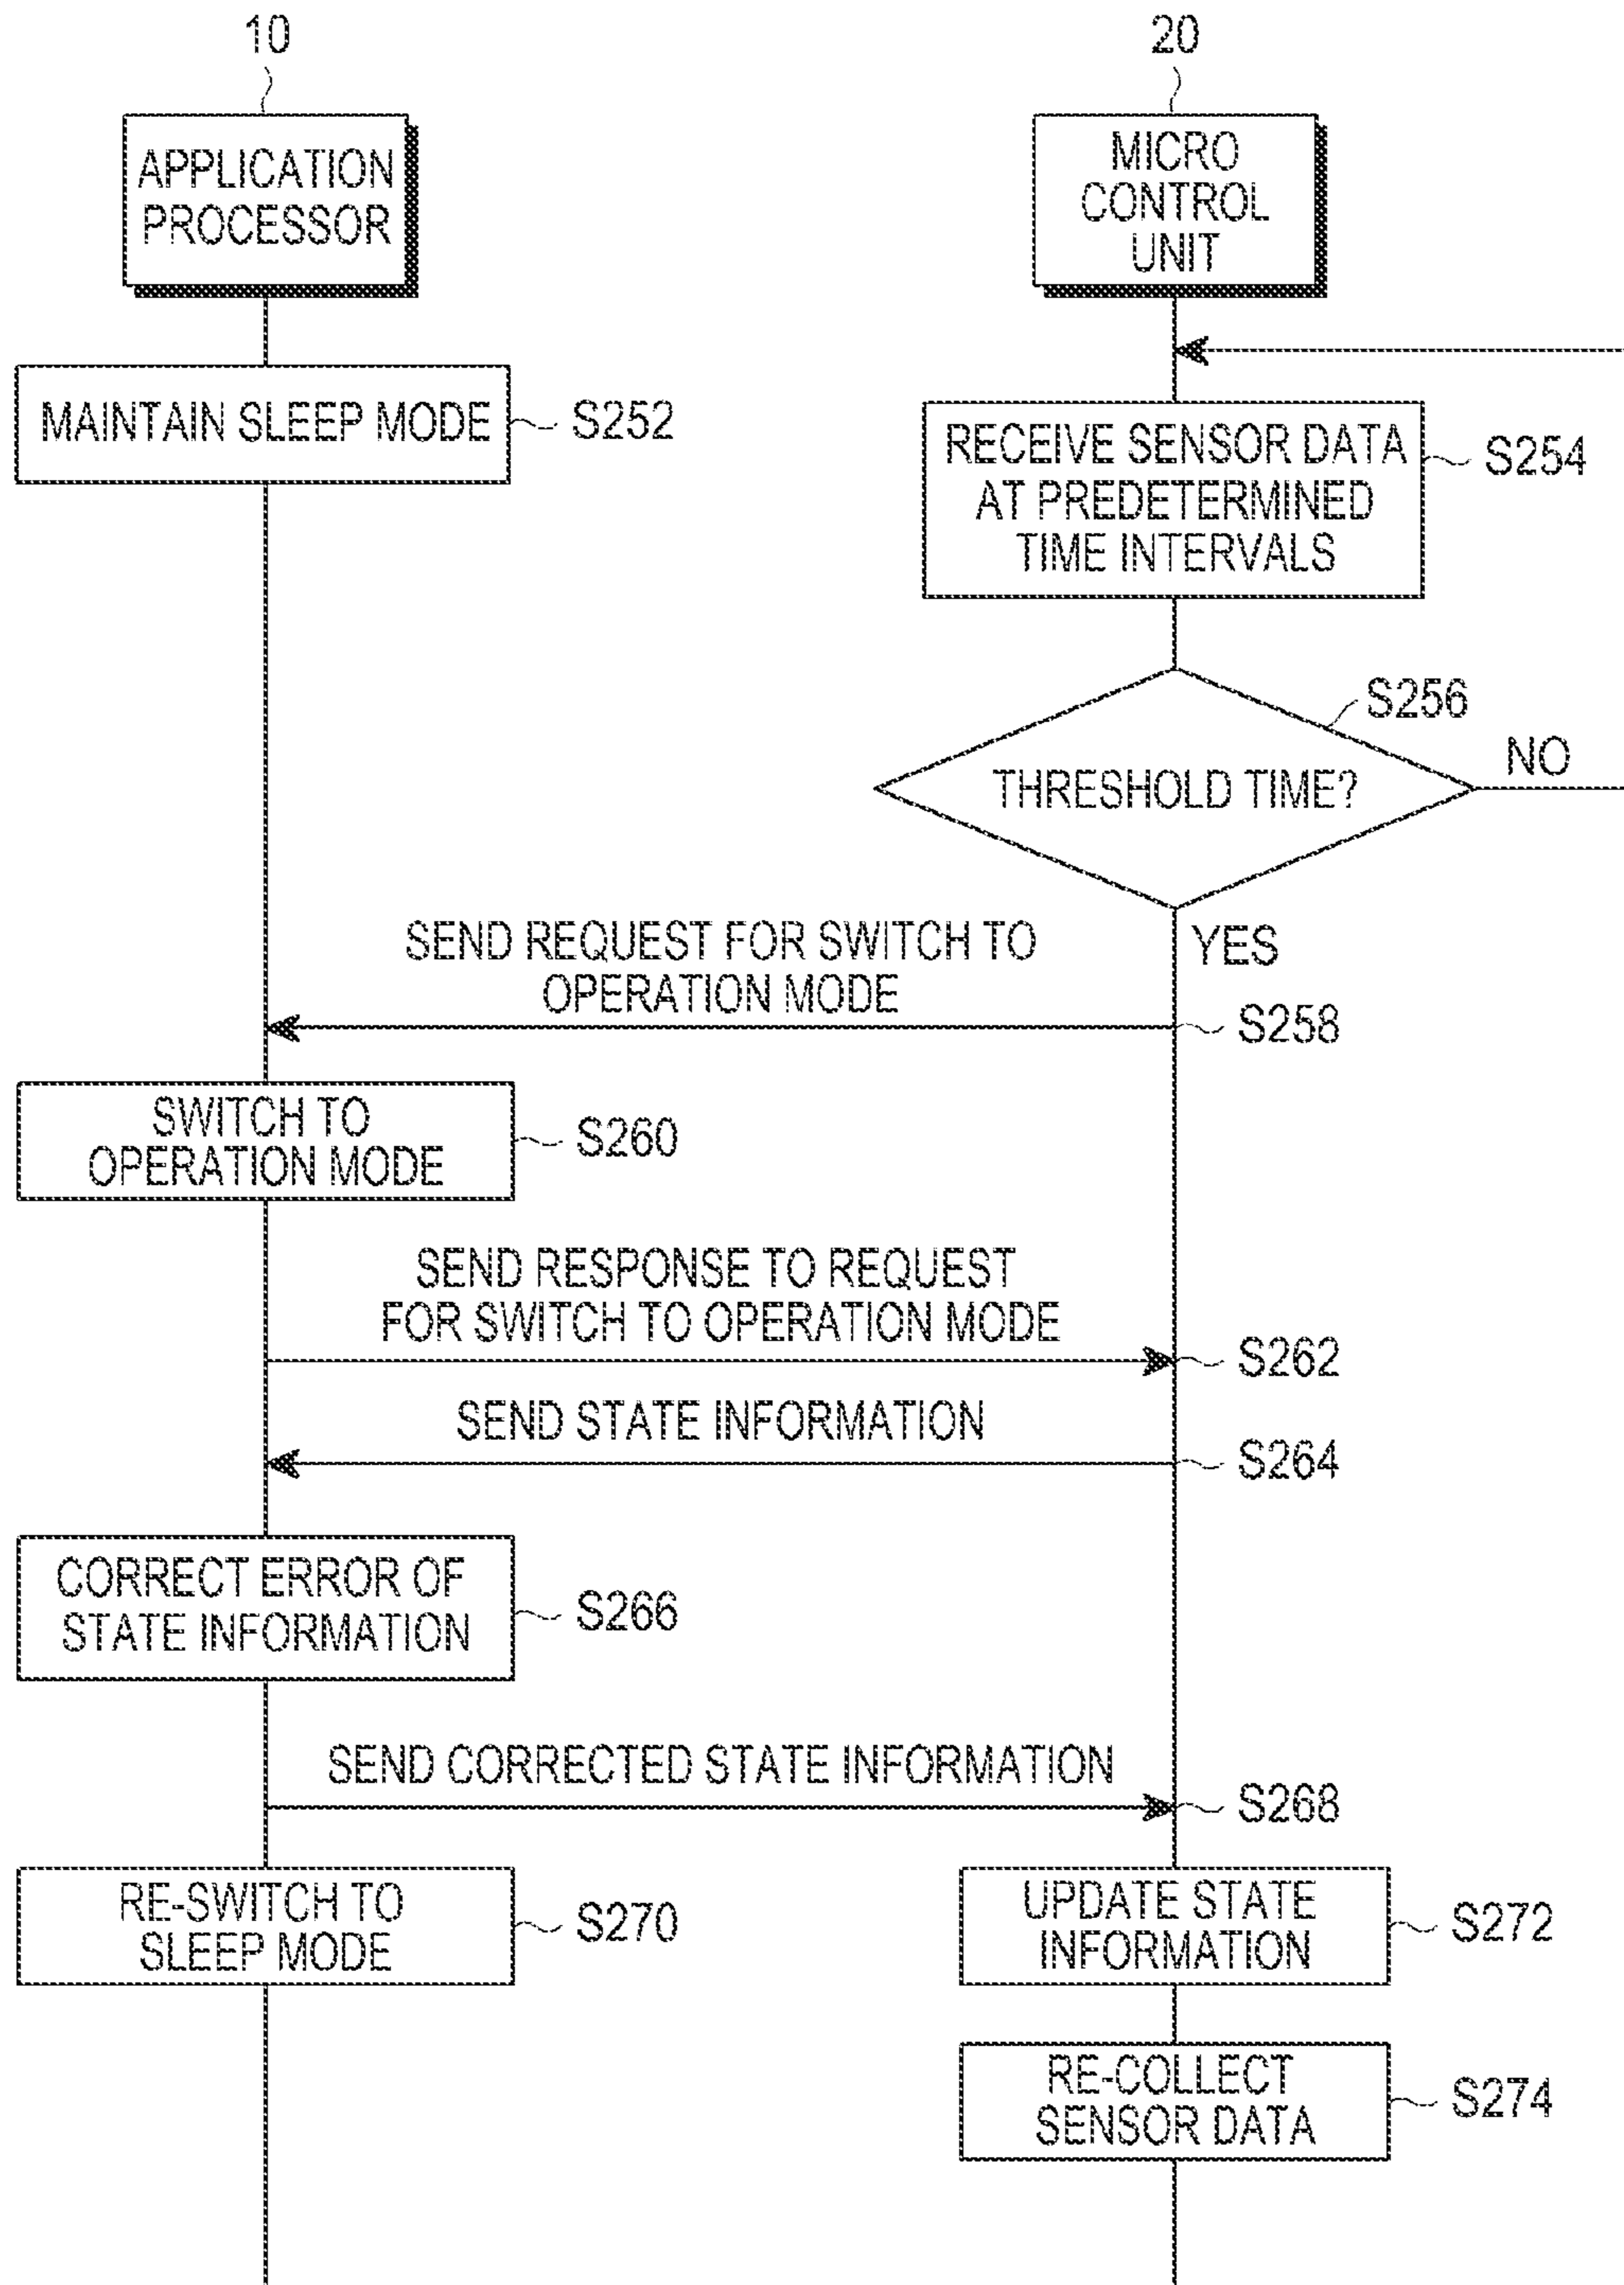 10
20
APPLICATION
PROCESSOR
MICRO
CONTROL
UNIT
MAINTAIN SLEEP MODE
S252
RECEIVE SENSOR DATA
AT PREDETERMINED
TIME INTERVALS
S254
S256
THRESHOLD TIME?
NO
YES
SEND REQUEST FOR SWITCH TO
OPERATION MODE
S258
SWITCH TO
OPERATION MODE
S260
SEND RESPONSE TO REQUEST
FOR SWITCH TO OPERATION MODE
S262
SEND STATE INFORMATION
S264
CORRECT ERROR OF
STATE INFORMATION
S266
SEND CORRECTED STATE INFORMATION
S268
RE-SWITCH TO
SLEEP MODE
S270
UPDATE STATE
INFORMATION
S272
RE-COLLECT
SENSOR DATA
S274